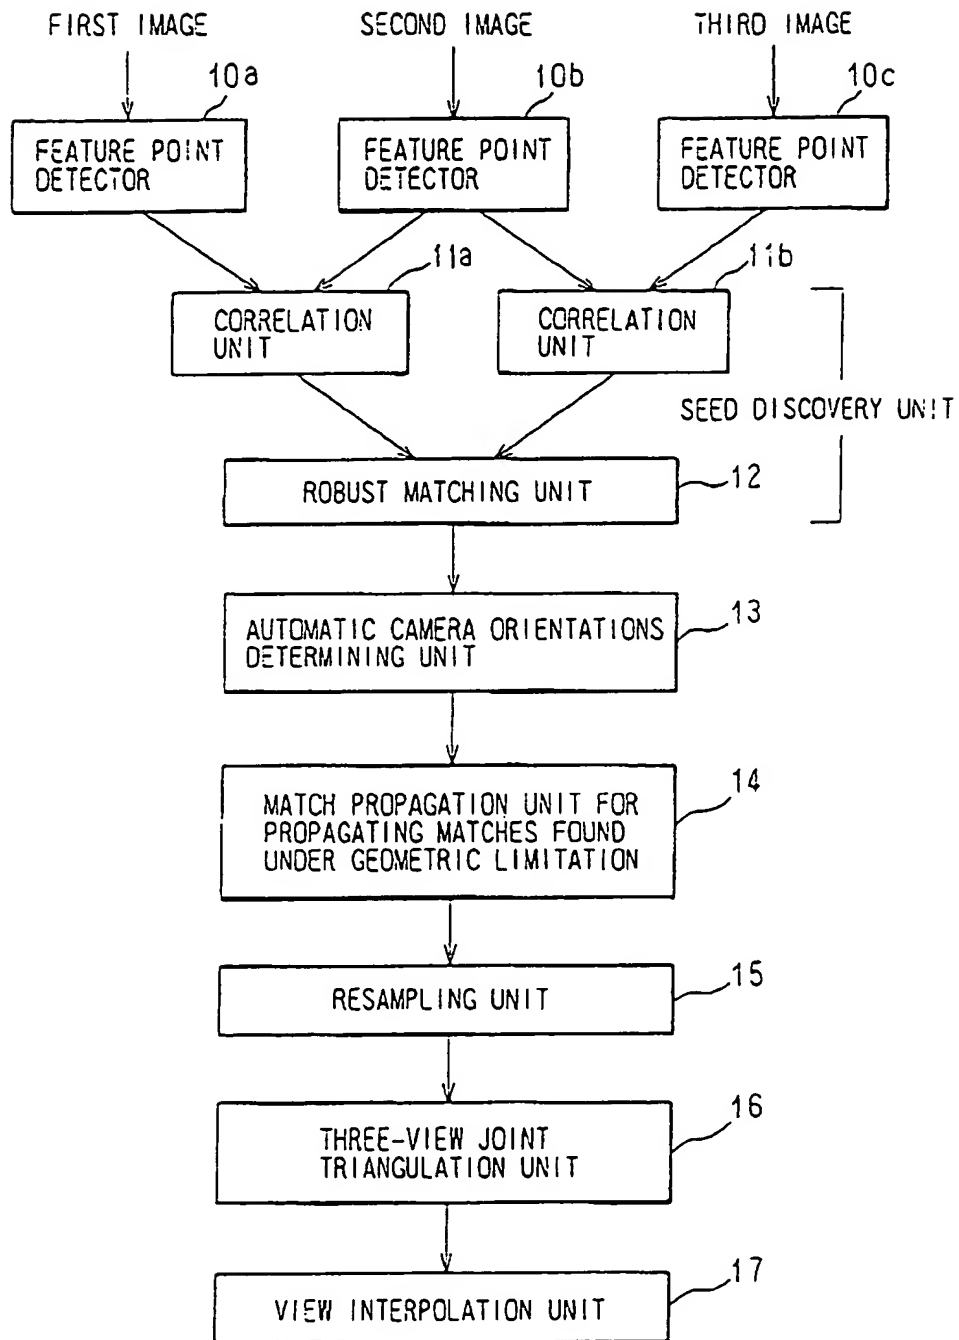 FIRST IMAGE
SECOND IMAGE
THIRD IMAGE
10a
10b
10c
FEATURE POINT
DETECTOR
FEATURE POINT
DETECTOR
FEATURE POINT
DETECTOR
11a
11b
CORRELATION
UNIT
CORRELATION
UNIT
SEED DISCOVERY UNIT
ROBUST MATCHING UNIT
12
AUTOMATIC CAMERA ORIENTATIONS
DETERMINING UNIT
13
MATCH PROPAGATION UNIT FOR
PROPAGATING MATCHES FOUND
UNDER GEOMETRIC LIMITATION
14
RESAMPLING UNIT
15
THREE-VIEW JOINT
TRIANGULATION UNIT
16
VIEW INTERPOLATION UNIT
17